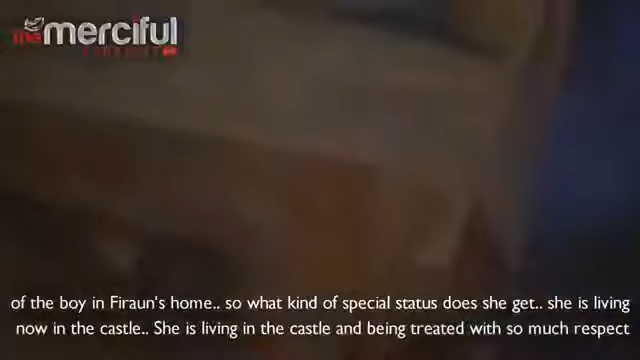 the merciful
of the boy in Firaun's home.. so what kind of special status does she get.. she is living
now in the castle.. She is living in the castle and being treated with so much respect